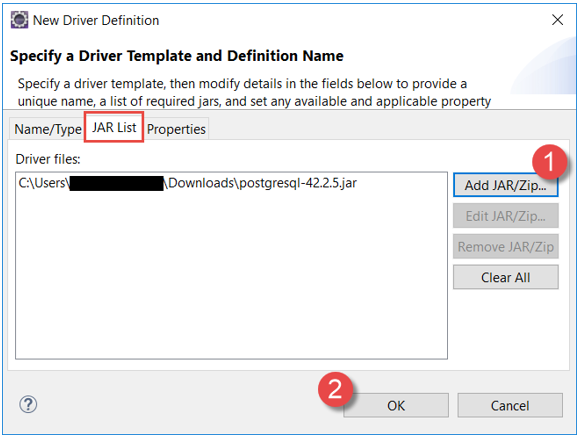 New Driver Definition
Specify a Driver Template and Definition Name
Specify a driver template, then modify details in the fields below to provide a
unique name, a list of required jars, and set any available and applicable property
Name/Type JAR List Properties
Driver files:
1
C:\Users\ \Downloads\postgresql-42.2.5.jar
Add JAR/Zip...
Edit JAR/Zip...
Remove JAR/Zip
Clear All
2
?
OK
Cancel